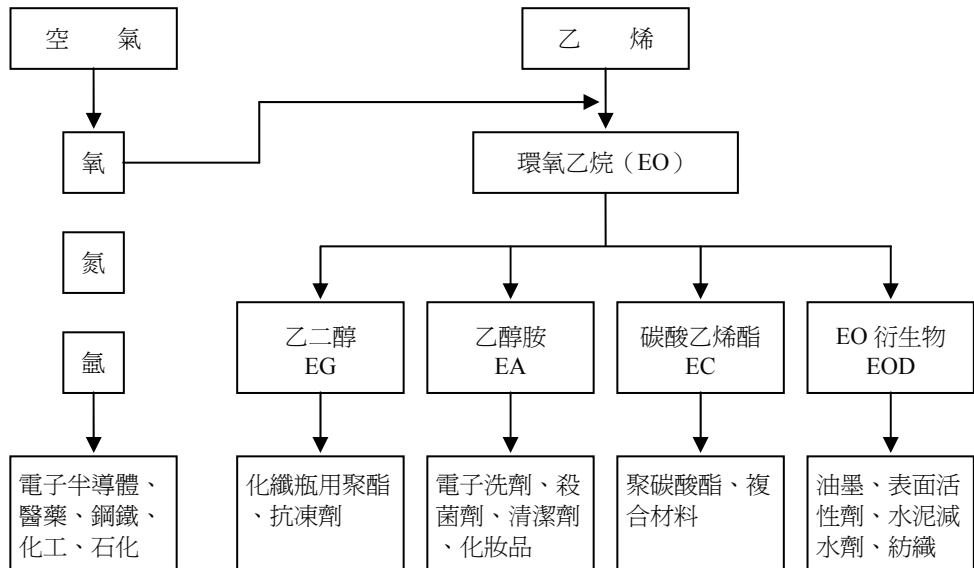 空 氣
乙 烯
氧
環氧乙烷（EO）
氮
氬
乙二醇
EG
乙醇胺
EA
碳酸乙烯酯
EC
EO 衍生物
EOD
電子半導體、
醫藥、鋼鐵、
化工、石化
化纖瓶用聚酯
、抗凍劑
電子洗劑、殺
菌劑、清潔劑
、化妝品
聚碳酸酯、複
合材料
油墨、表面活
性劑、水泥減
水劑、紡織